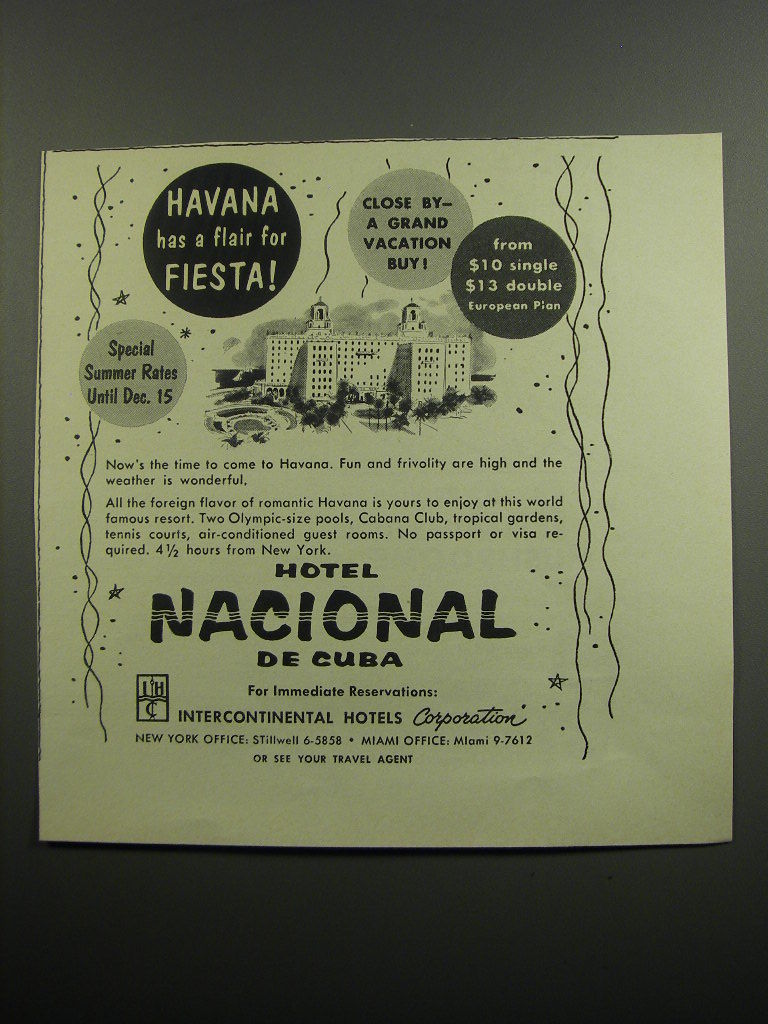 HAVANA
has a flair for
FIESTA!
CLOSE BY—
A GRAND
VACATION
BUY!
from
$10 single
$13 double
European Plan
Special
Summer Rates
Until Dec. 15
Now's the time to come to Havana. Fun and frivolity are high and the
weather is wonderful,
All the foreign flavor of romantic Havana is yours to enjoy at this world
famous resort. Two Olympic-size pools, Cabana Club, tropical gardens,
tennis courts, air-conditioned guest rooms. No passport or visa re-
quired. 4½ hours from New York.
HOTEL
NACIONAL
DE CUBA
For Immediate Reservations:
IHC
INTERCONTINENTAL HOTELS Corporation
NEW YORK OFFICE: STillwell 6-5858 • MIAMI OFFICE: MIami 9-7612
OR SEE YOUR TRAVEL AGENT